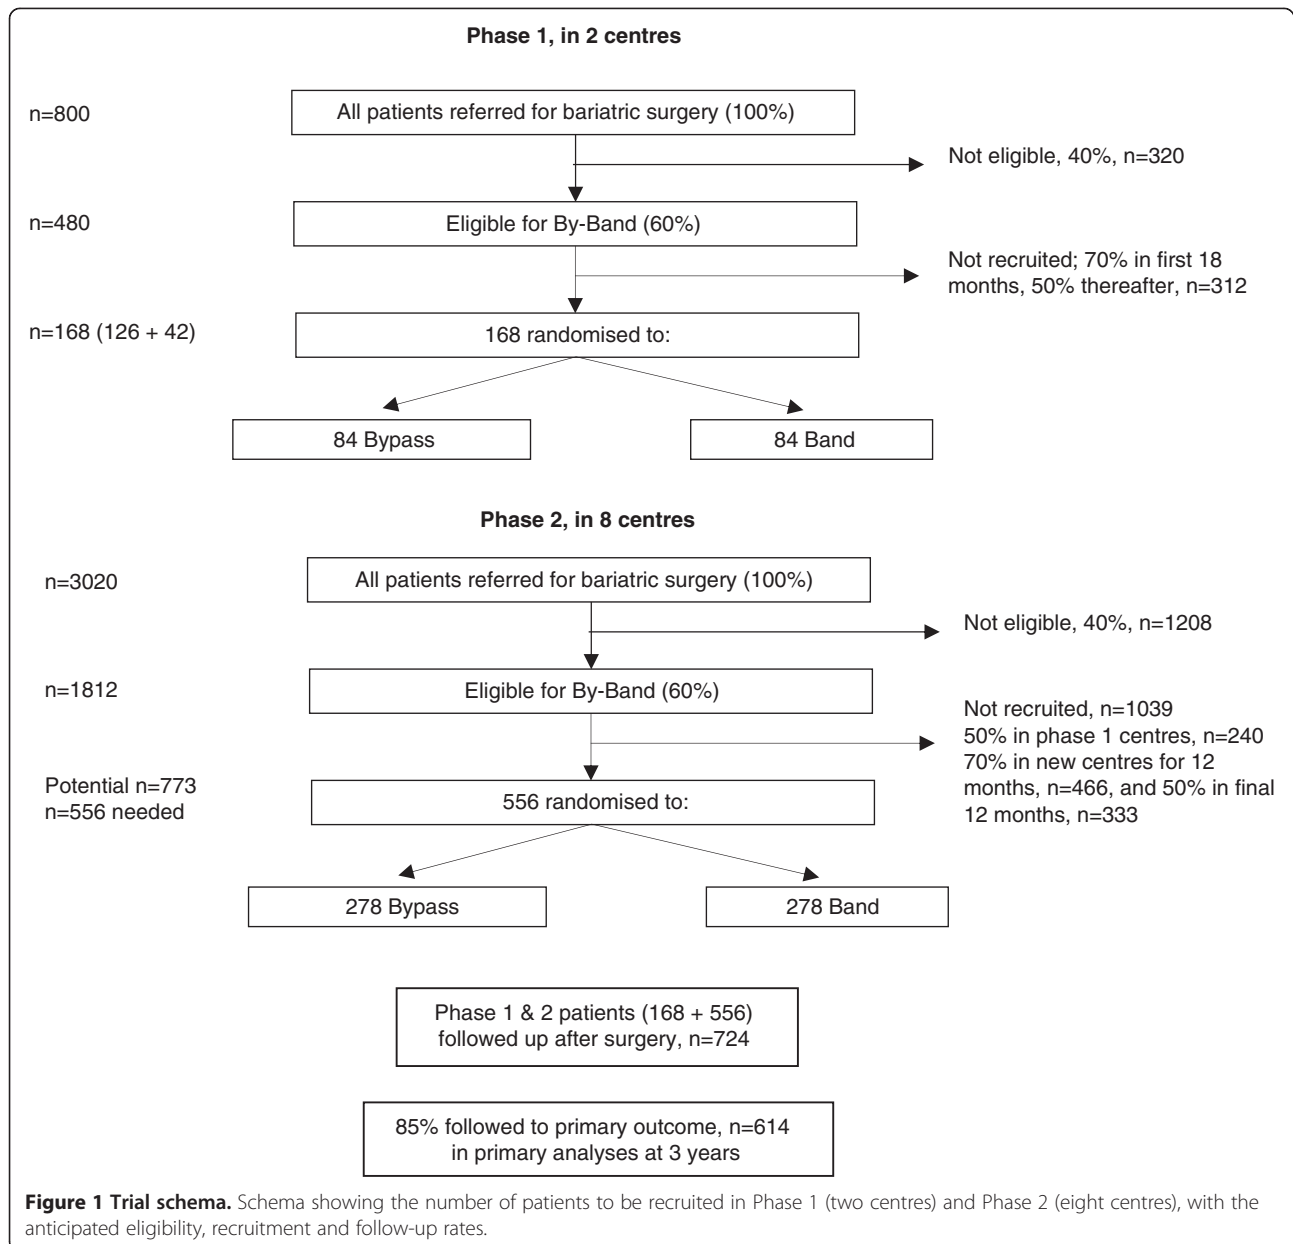 Phase 1, in 2 centres
n=800
All patients referred for bariatric surgery (100%)
Not eligible, 40%, n=320
n=480
Eligible for By-Band (60%)
Not recruited; 70% in first 18
months, 50% thereafter, n=312
n=168 (126 + 42)
168 randomised to:
84 Bypass
84 Band
Phase 2, in 8 centres
n=3020
All patients referred for bariatric surgery (100%)
Not eligible, 40%, n=1208
n=1812
Eligible for By-Band (60%)
Not recruited, n=1039
50% in phase 1 centres, n=240
70% in new centres for 12
months, n=466, and 50% in final
12 months, n=333
Potential n=773
n=556 needed
556 randomised to:
278 Bypass
278 Band
Phase 1 & 2 patients (168 + 556)
followed up after surgery, n=724
85% followed to primary outcome, n=614
in primary analyses at 3 years
Figure 1 Trial schema. Schema showing the number of patients to be recruited in Phase 1 (two centres) and Phase 2 (eight centres), with the
anticipated eligibility, recruitment and follow-up rates.